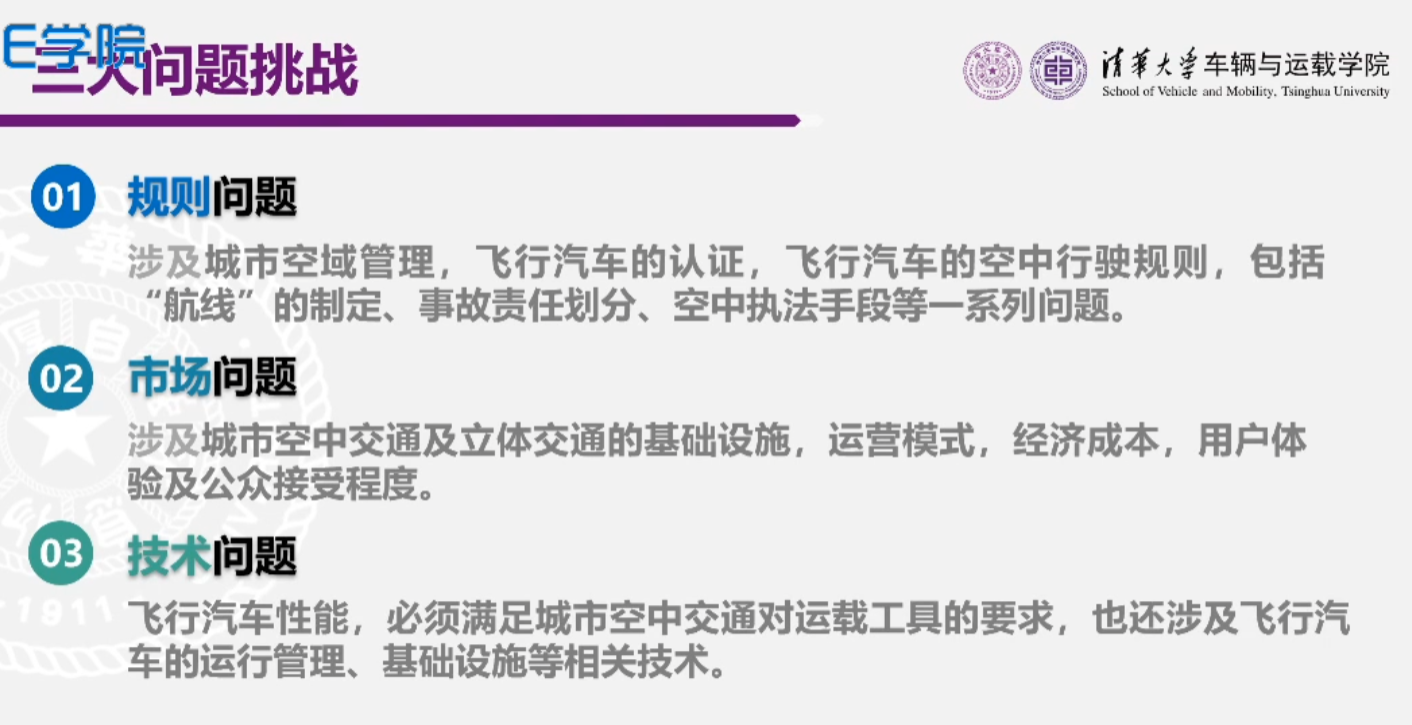 E学院
三大问题挑战
清华大学车辆与运载学院
School of Vehicle and Mobility, Tsinghua University
01 规则问题
涉及城市空域管理，飞行汽车的认证，飞行汽车的空中行驶规则，包括
“航线”的制定、事故责任划分、空中执法手段等一系列问题。
02 市场问题
涉及城市空中交通及立体交通的基础设施，运营模式，经济成本，用户体
验及公众接受程度。
03 技术问题
飞行汽车性能，必须满足城市空中交通对运载工具的要求，也还涉及飞行汽
车的运行管理、基础设施等相关技术。
1911